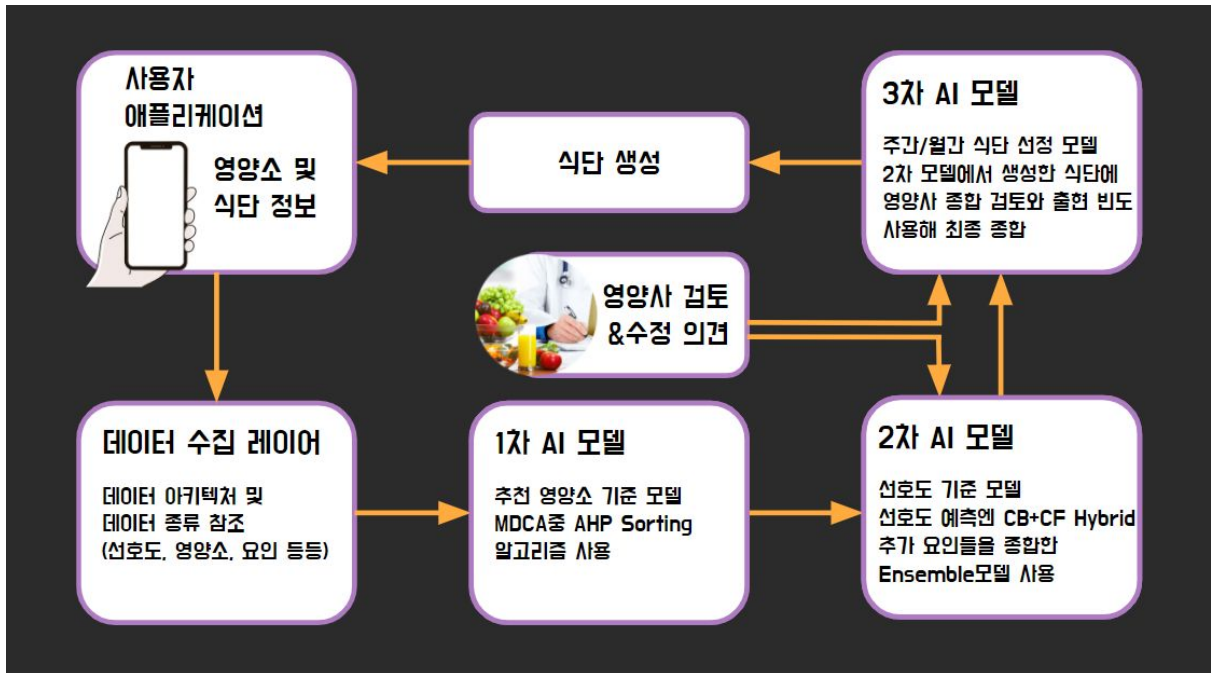 사용자
애플리케이션
영양소 및
식단 정보
식단 생성
3차 AI 모델
주간/월간 식단 선정 모델
2차 모델에서 생성한 식단에
영양사 종합 검토와 출현 빈도
사용해 최종 종합
영양사 검토
&수정 의견
데이터 수집 레이어
데이터 아키텍처 및
데이터 종류 참조
(선호도, 영양소, 요인 등등)
1차 AI 모델
추천 영양소 기준 모델
MDCA중 AHP Sorting
알고리즘 사용
2차 AI 모델
선호도 기준 모델
선호도 예측엔 CB+CF Hybrid
추가 요인들을 종합한
Ensemble모델 사용